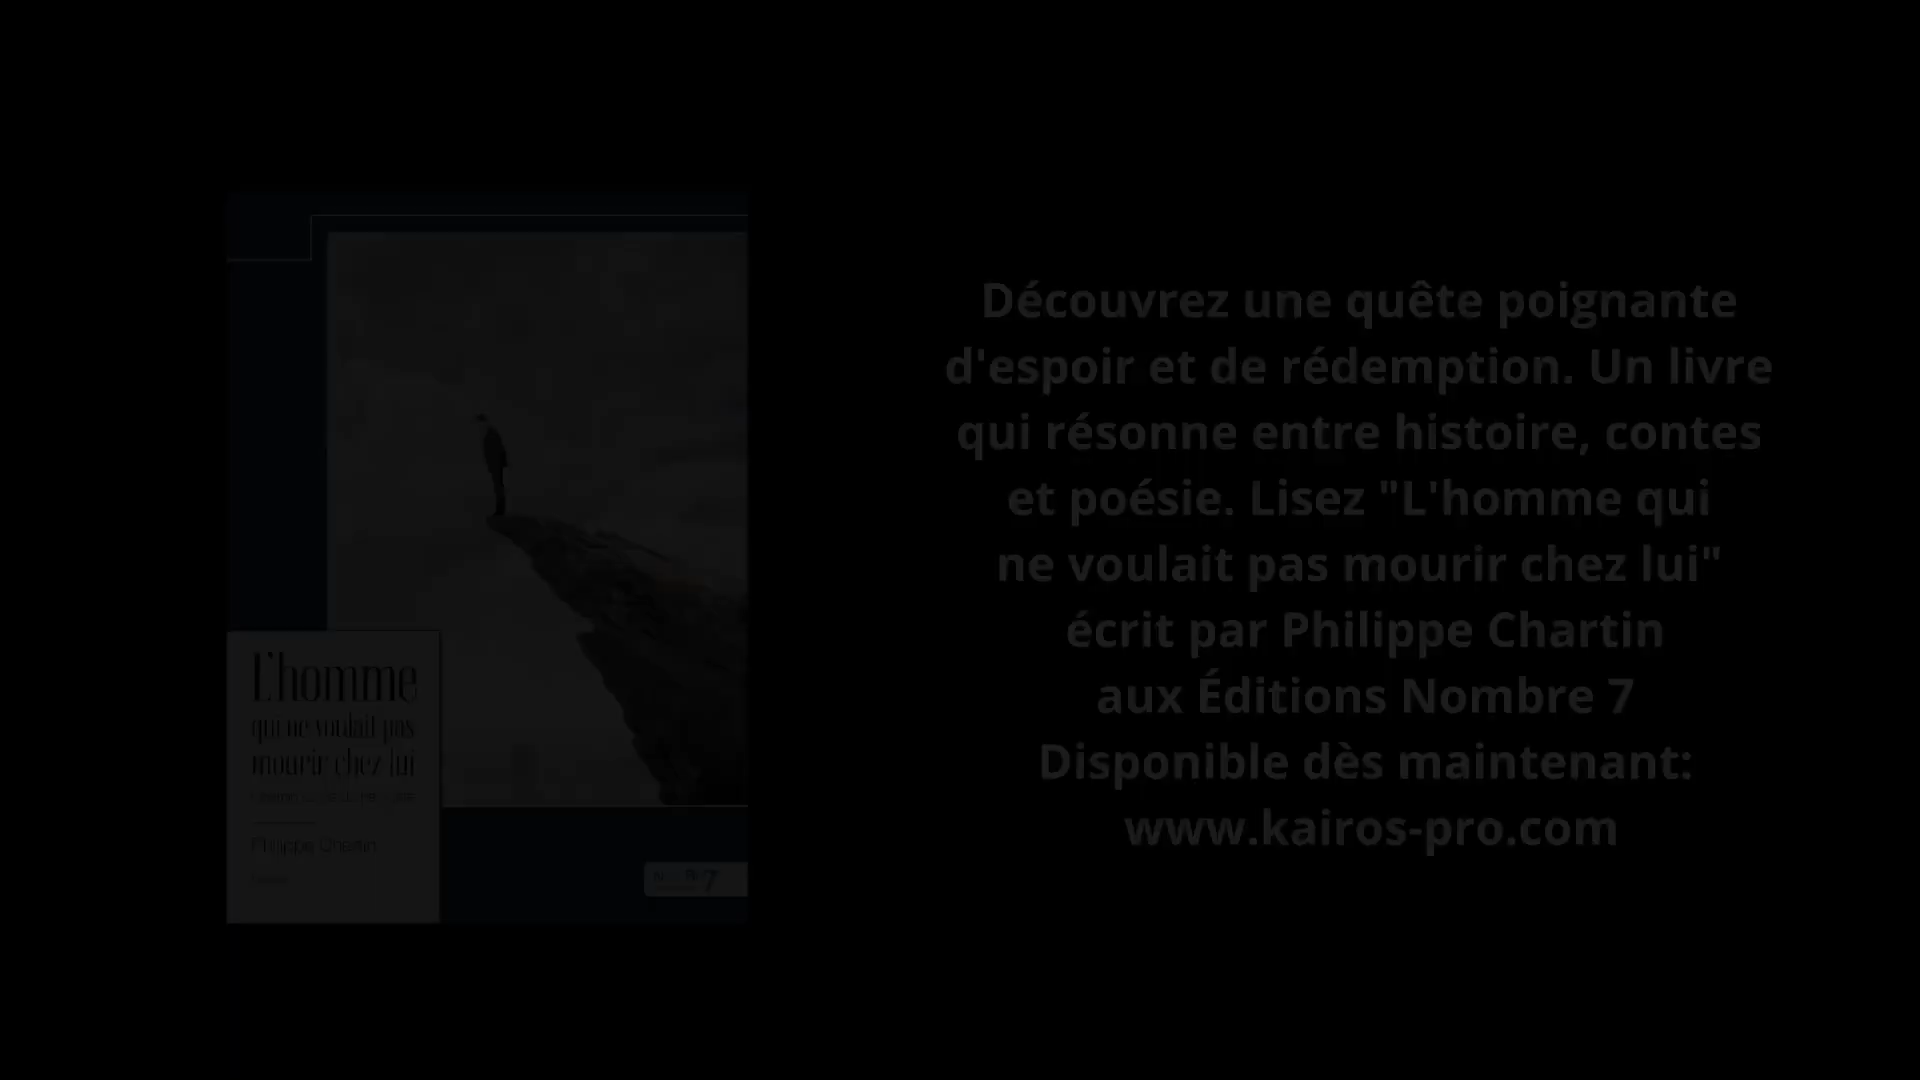 L'homme
qui ne voulait pas
mourir chez lui
Philippe Chartin
7
Découvrez une quête poignante
d'espoir et de rédemption. Un livre
qui résonne entre histoire, contes
et poésie. Lisez "L'homme qui
ne voulait pas mourir chez lui"
écrit par Philippe Chartin
aux Éditions Nombre 7
Disponible dès maintenant:
www.kairos-pro.com